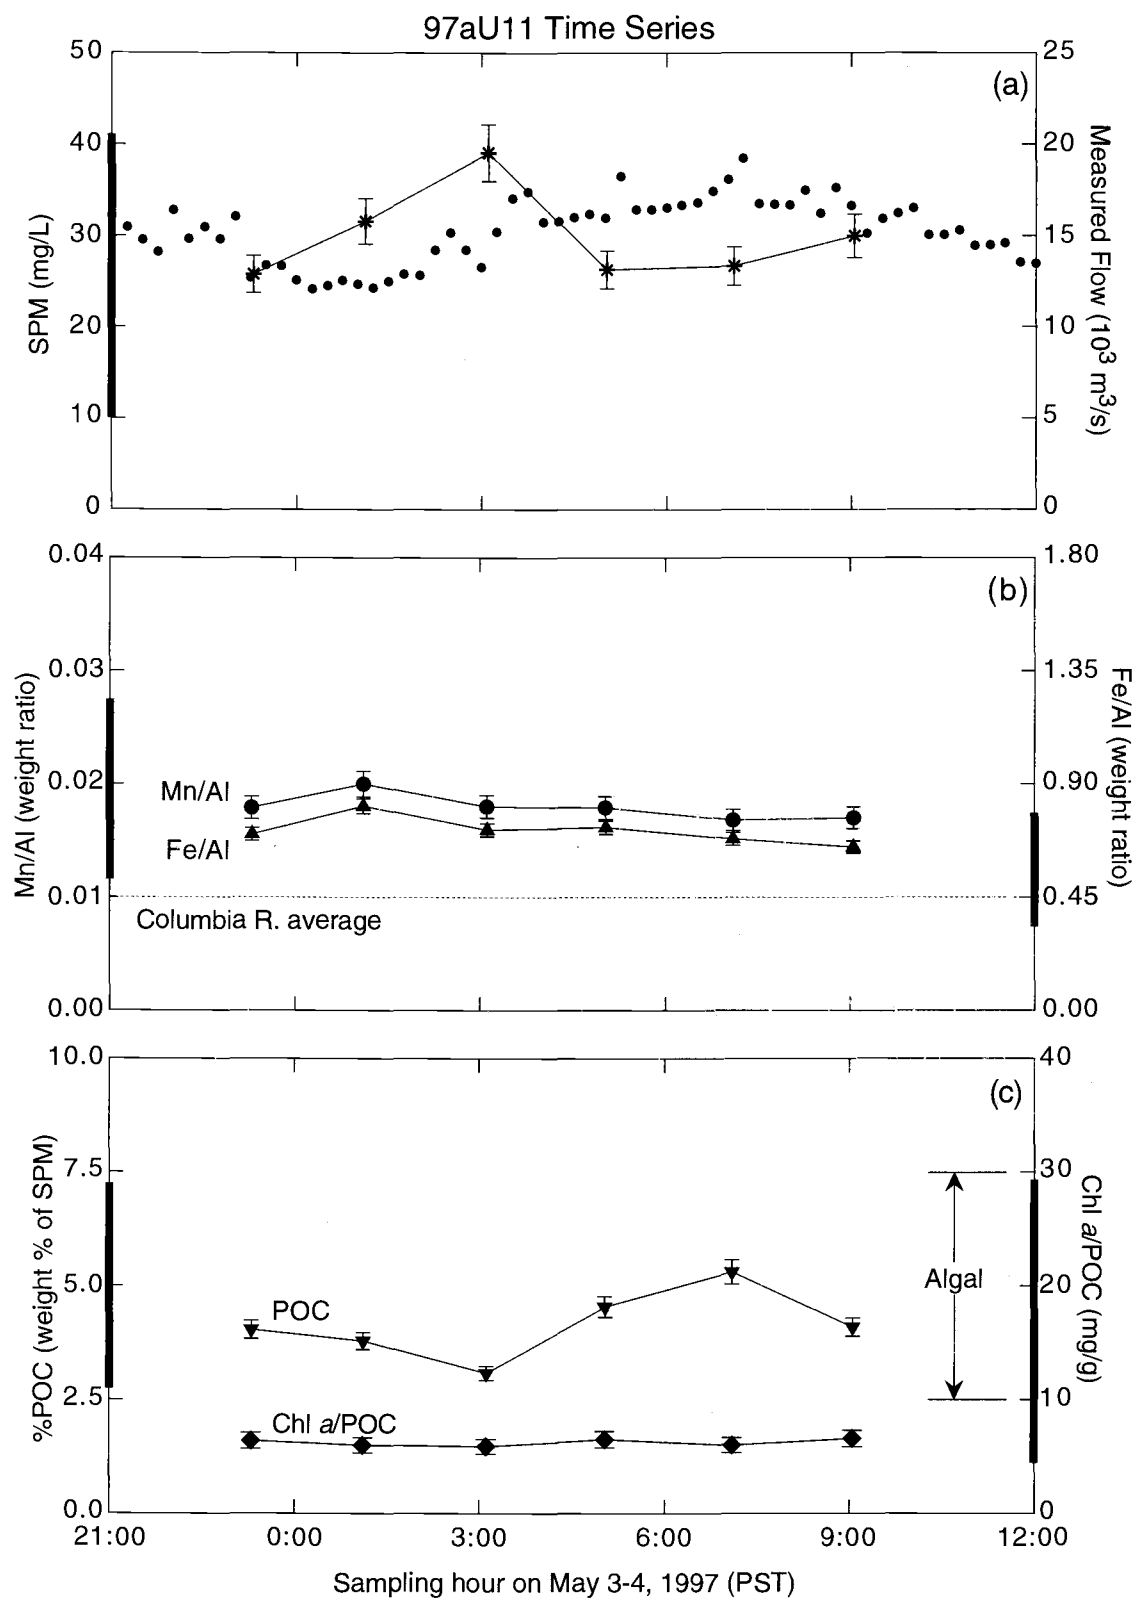 97aU11 Time Series
(a)
50
40
30
20
10
0
SPM (mg/L)
25
20
15
10
5
0
Measured Flow (10³ m³/s)
(b)
0.04
0.03
0.02
0.01
0.00
Mn/Al (weight ratio)
1.80
1.35
0.90
0.45
0.00
Fe/Al (weight ratio)
Mn/Al
Fe/Al
Columbia R. average
(c)
10.0
7.5
5.0
2.5
0.0
%POC (weight % of SPM)
40
30
20
10
0
Chl a/POC (mg/g)
Algal
POC
Chl a/POC
21:00 0:00 3:00 6:00 9:00 12:00
Sampling hour on May 3-4, 1997 (PST)